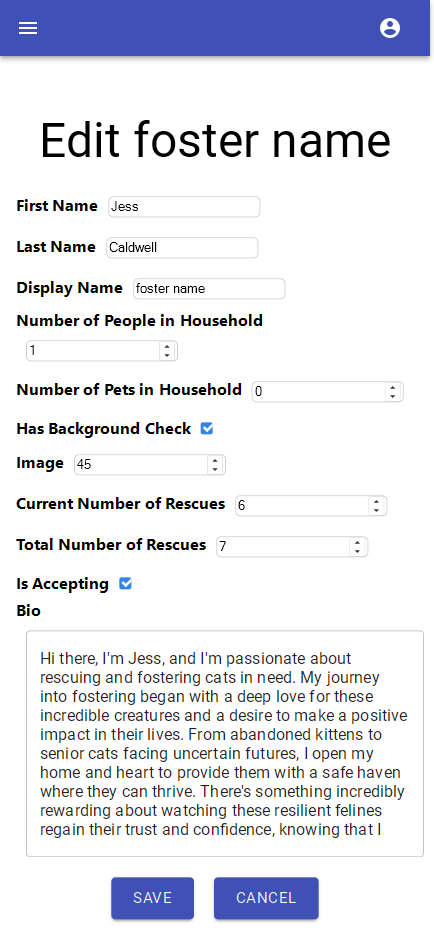 Edit foster name
First Name Jess
Last Name Caldwell
Display Name foster name
Number of People in Household
1
Number of Pets in Household 0
Has Background Check
Image 45
Current Number of Rescues 6
Total Number of Rescues 7
Is Accepting
Bio
Hi there, I'm Jess, and I'm passionate about
rescuing and fostering cats in need. My journey
into fostering began with a deep love for these
incredible creatures and a desire to make a positive
impact in their lives. From abandoned kittens to
senior cats facing uncertain futures, I open my
home and heart to provide them with a safe haven
where they can thrive. There's something incredibly
rewarding about watching these resilient felines
regain their trust and confidence, knowing that I
SAVE CANCEL